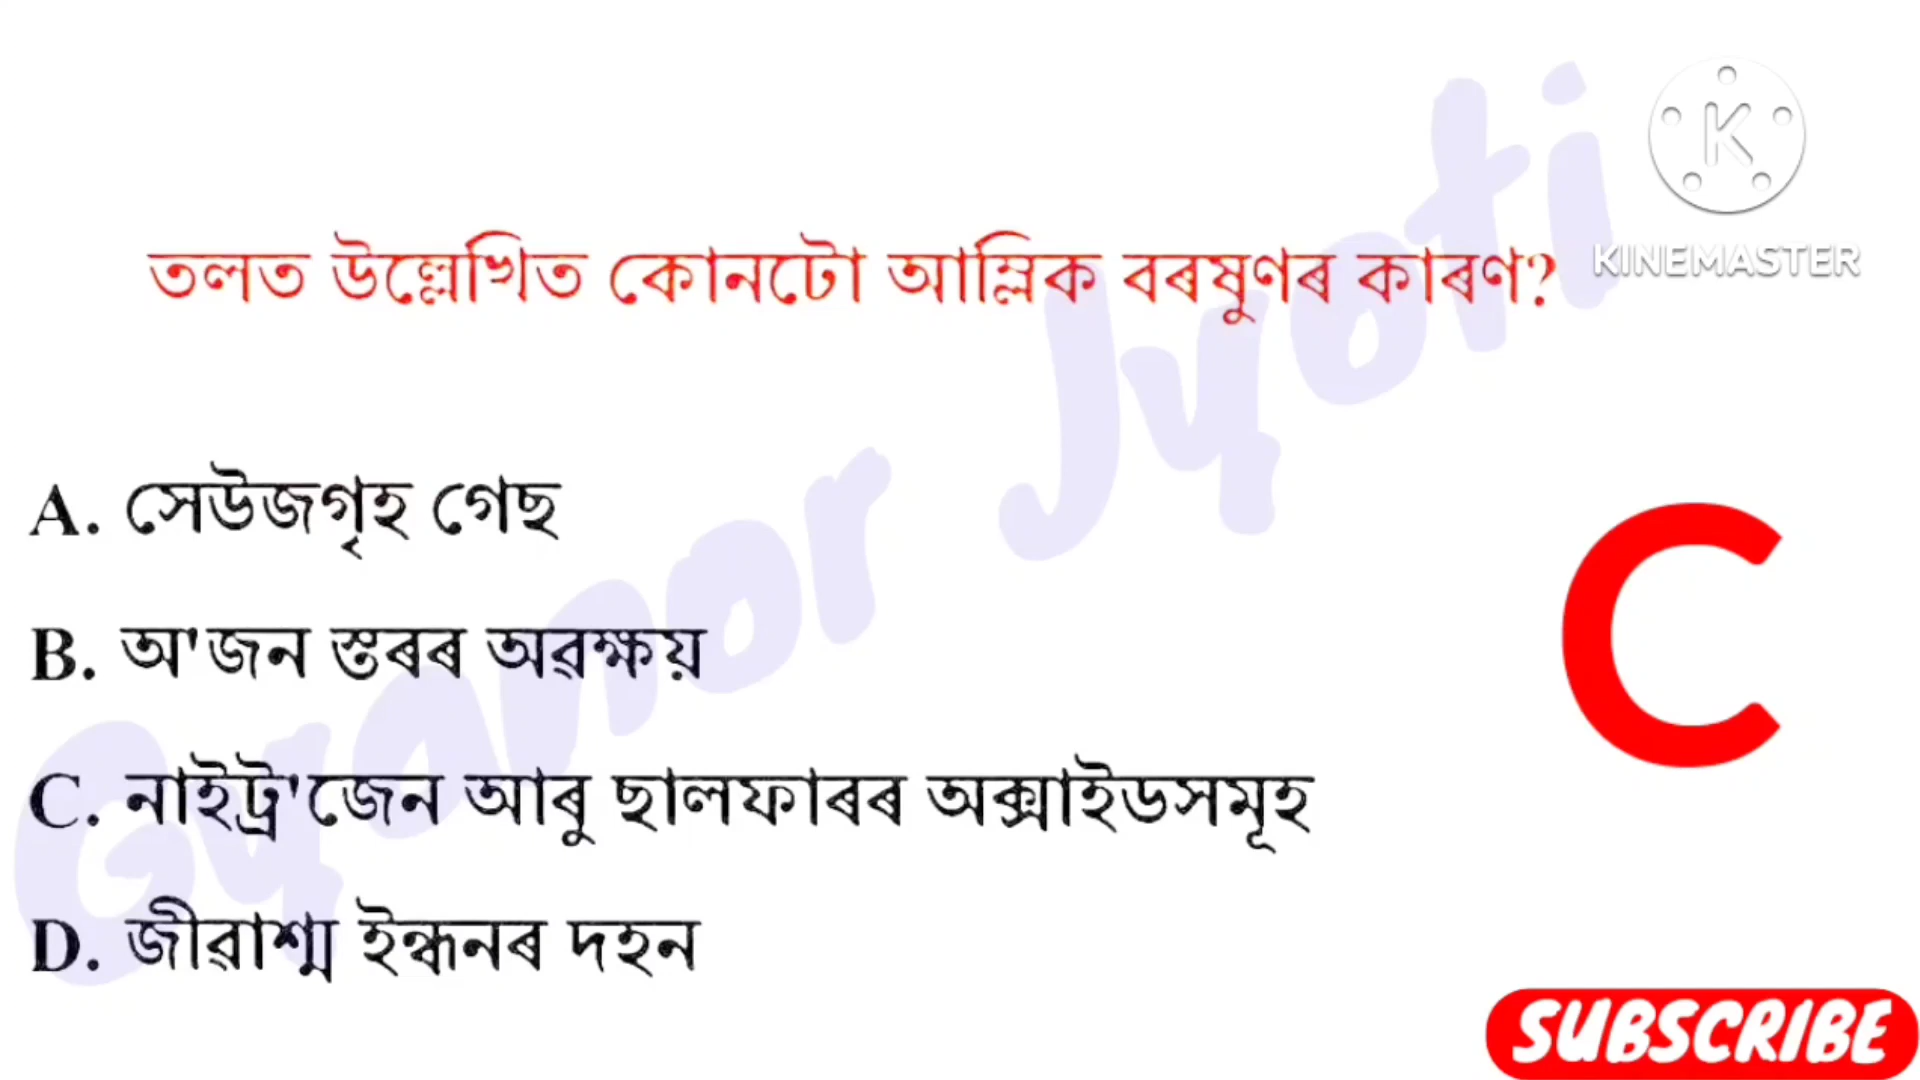 KINEMASTER
তলত উল্লেখিত কোনটো আম্লিক বৰষুণৰ কাৰণ?
A. সেউজগৃহ গেছ
B. অ'জন স্তৰৰ অৱক্ষয়
C. নাইট্ৰ'জেন আৰু ছালফাৰৰ অক্সাইডসমূহ
D. জীৱাশ্ম ইন্ধনৰ দহন
C
Gyanor Jyoti
SUBSCRIBE